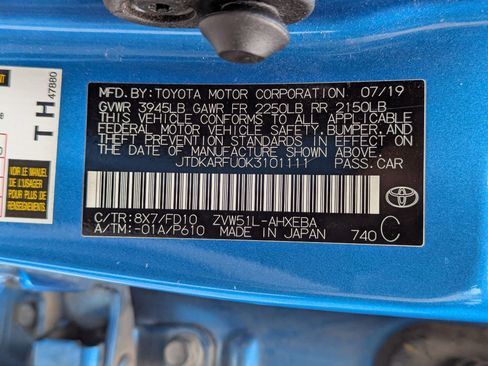 MFD.BY:TOYOTA MOTOR CORPORATION 07/19
GVWR 3945LB GAWR FR 2250LB RR 2150LB
THIS VEHICLE CONFORMS TO ALL APPLICABLE
FEDERAL MOTOR VEHICLE SAFETY, BUMPER, AND
THEFT PREVENTION STANDARDS IN EFFECT ON THE
DATE OF MANUFACTURE SHOWN ABOVE.
JTDKARFU0K3101111 PASS.CAR
C/TR:8X7/FD10 ZVW51L-AHXEBA
A/TM:-01A/P610 MADE IN JAPAN 740 C
TOYOTA
TH 47880
VOIR LE MANUEL
DE L'USAGER
POUR PLUS DE